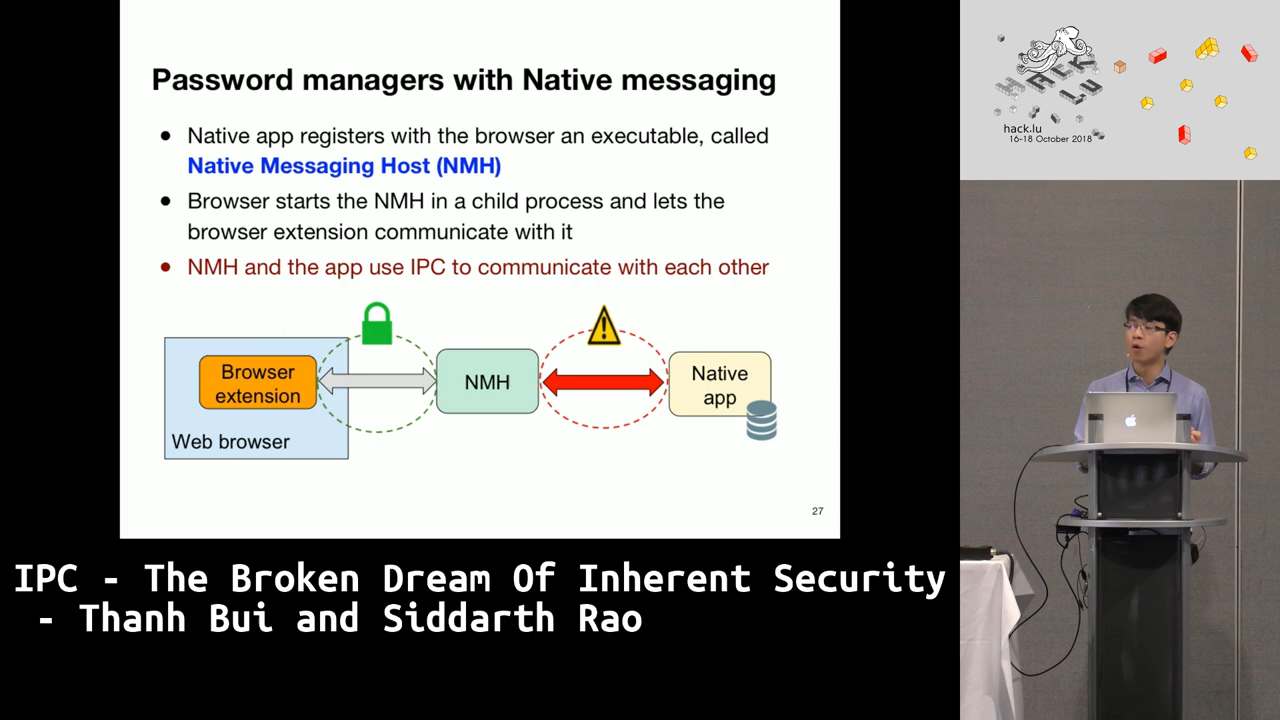 Password managers with Native messaging
● Native app registers with the browser an executable, called
Native Messaging Host (NMH)
● Browser starts the NMH in a child process and lets the
browser extension communicate with it
● NMH and the app use IPC to communicate with each other
Browser
extension
Web browser
NMH
Native
app
27
IPC - The Broken Dream Of Inherent Security
- Thanh Bui and Siddarth Rao
HACK
LU
hack.lu
16-18 October 2018